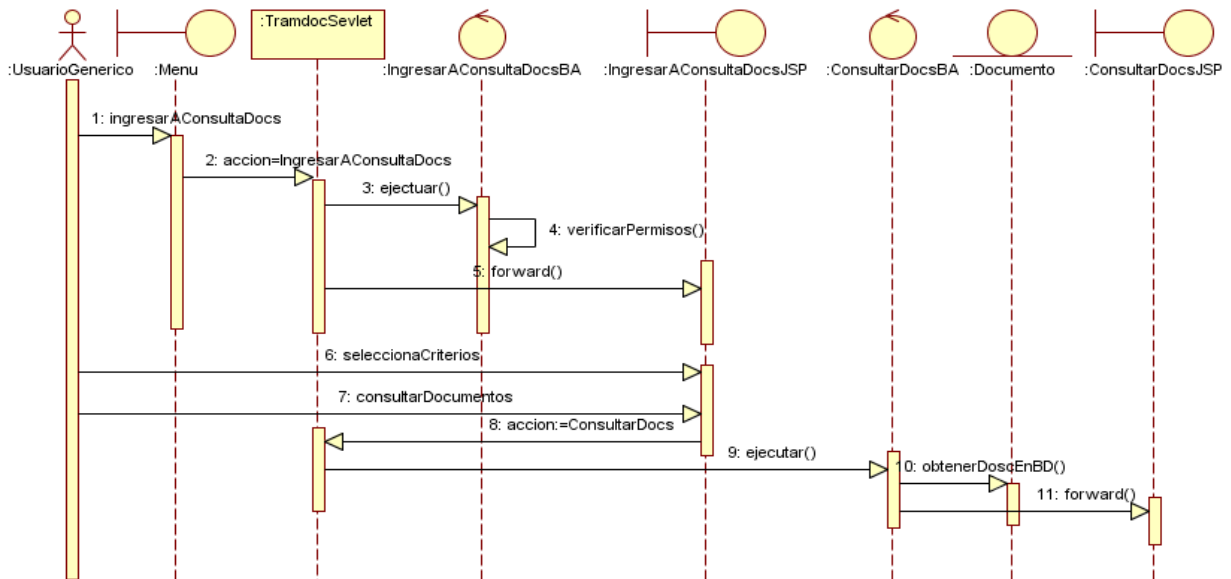 :TramdocSevlet
:UsuarioGenerico
:Menu
:IngresarAConsultaDocsBA
:IngresarAConsultaDocsJSP
:ConsultarDocsBA
:Documento
:ConsultarDocsJSP
1: ingresarAConsultaDocs
2: accion=IngresarAConsultaDocs
3: ejectuar()
4: verificarPermisos()
5: forward()
6: seleccionaCriterios
7: consultarDocumentos
8: accion:=ConsultarDocs
9: ejecutar()
10: obtenerDoscEnBD()
11: forward()